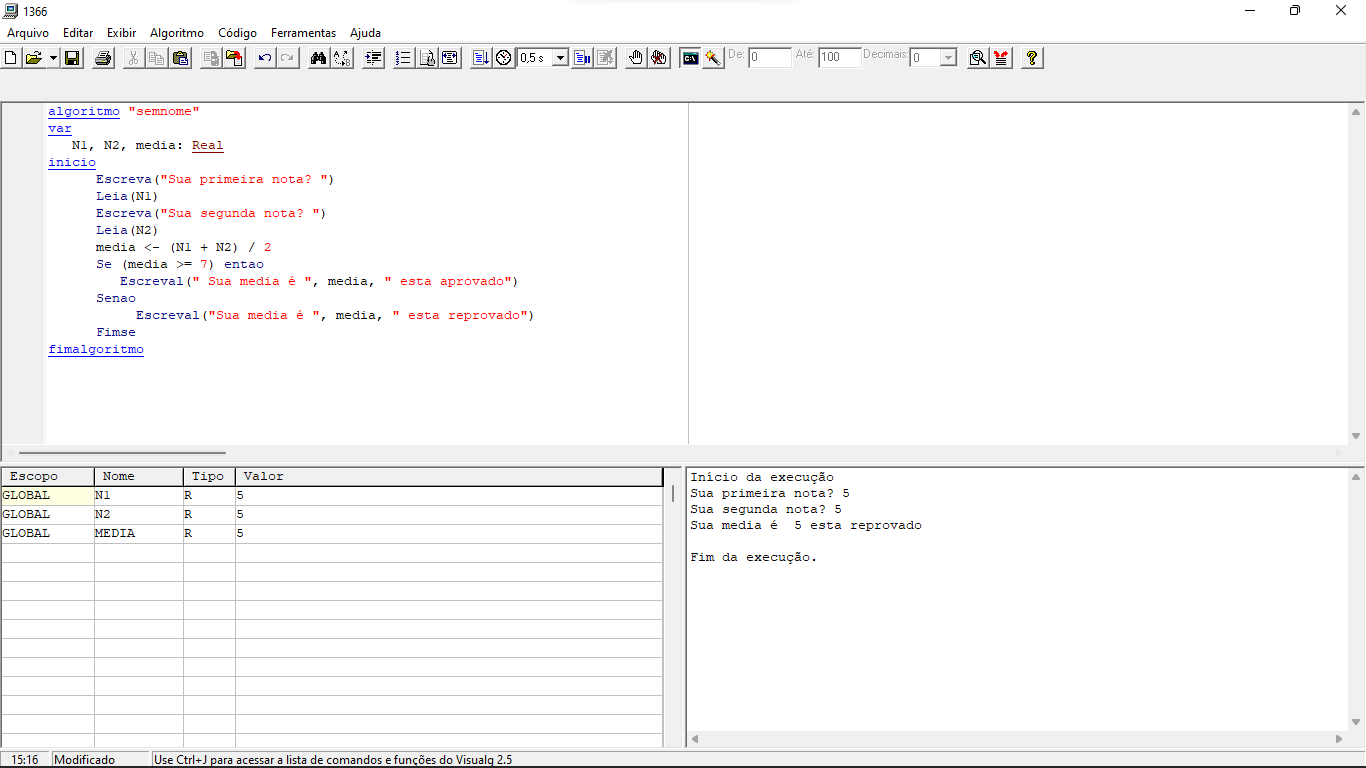 1366
Arquivo Editar Exibir Algoritmo Código Ferramentas Ajuda
0,5 s De: 0 Até: 100 Decimais: 0
algoritmo "semnome"
var
N1, N2, media: Real
inicio
Escreva("Sua primeira nota? ")
Leia(N1)
Escreva("Sua segunda nota? ")
Leia(N2)
media <- (N1 + N2) / 2
Se (media >= 7) entao
Escreval(" Sua media é ", media, " esta aprovado")
Senao
Escreval("Sua media é ", media, " esta reprovado")
Fimse
fimalgoritmo
Escopo Nome Tipo Valor
GLOBAL N1 R 5
GLOBAL N2 R 5
GLOBAL MEDIA R 5
Início da execução
Sua primeira nota? 5
Sua segunda nota? 5
Sua media é  5 esta reprovado
Fim da execução.
15:16 Modificado Use Ctrl+J para acessar a lista de comandos e funções do Visualg 2.5